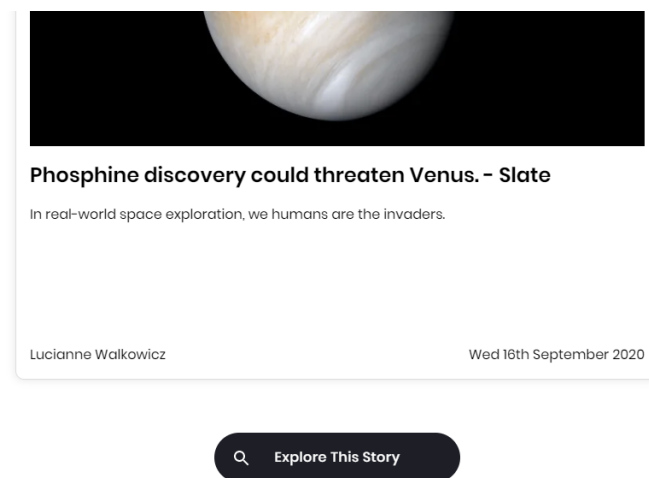 Phosphine discovery could threaten Venus. - Slate
In real-world space exploration, we humans are the invaders.
Lucianne Walkowicz
Wed 16th September 2020
Explore This Story